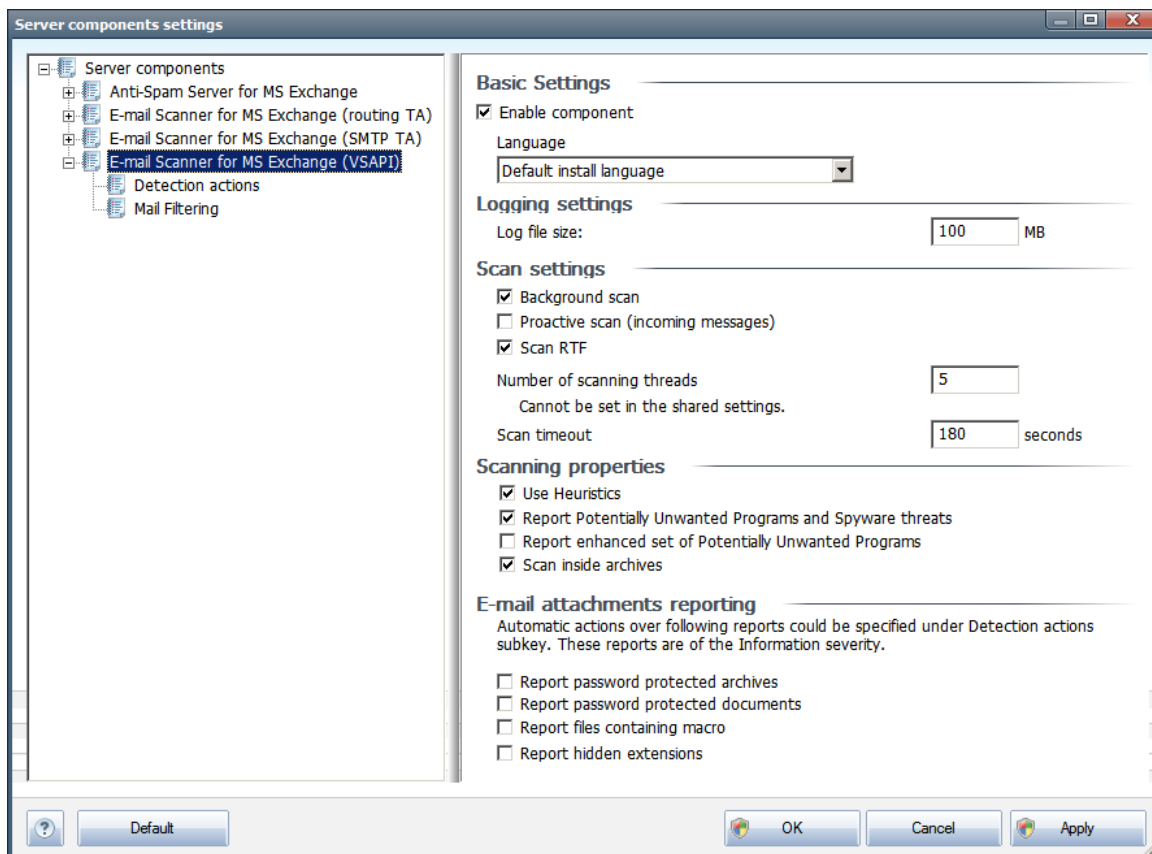 Server components settings
Server components
Anti-Spam Server for MS Exchange
E-mail Scanner for MS Exchange (routing TA)
E-mail Scanner for MS Exchange (SMTP TA)
E-mail Scanner for MS Exchange (VSAPI)
Detection actions
Mail Filtering
Basic Settings
Enable component
Language
Default install language
Logging settings
Log file size: 100 MB
Scan settings
Background scan
Proactive scan (incoming messages)
Scan RTF
Number of scanning threads 5
Cannot be set in the shared settings.
Scan timeout 180 seconds
Scanning properties
Use Heuristics
Report Potentially Unwanted Programs and Spyware threats
Report enhanced set of Potentially Unwanted Programs
Scan inside archives
E-mail attachments reporting
Automatic actions over following reports could be specified under Detection actions
subkey. These reports are of the Information severity.
Report password protected archives
Report password protected documents
Report files containing macro
Report hidden extensions
? Default OK Cancel Apply